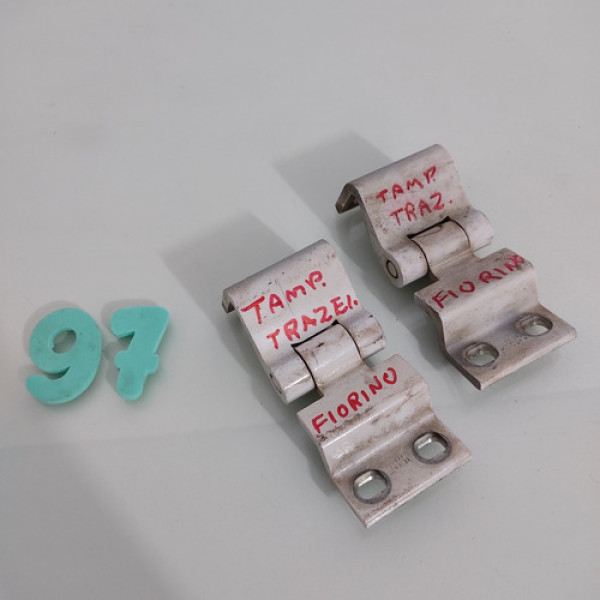 97
TAMP.
TRAZEI.
FIORINO
TAMP.
TRAZ.
FIORINO